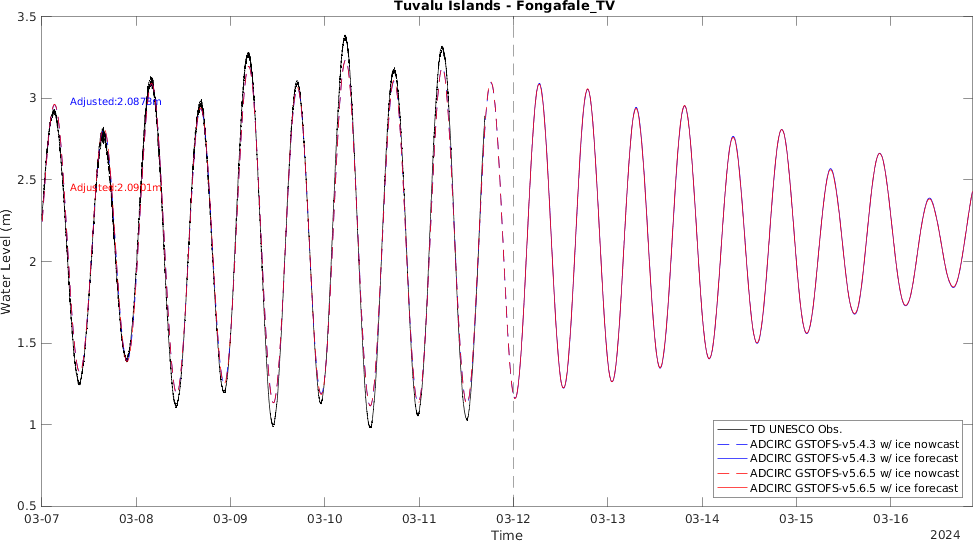 Tuvalu Islands - Fongafale_TV
3.5
3
2.5
2
1.5
1
0.5
Water Level (m)
Adjusted:2.0878m
Adjusted:2.0901m
TD UNESCO Obs.
ADCIRC GSTOFS-v5.4.3 w/ ice nowcast
ADCIRC GSTOFS-v5.4.3 w/ ice forecast
ADCIRC GSTOFS-v5.6.5 w/ ice nowcast
ADCIRC GSTOFS-v5.6.5 w/ ice forecast
03-07 03-08 03-09 03-10 03-11 03-12 03-13 03-14 03-15 03-16
Time
2024